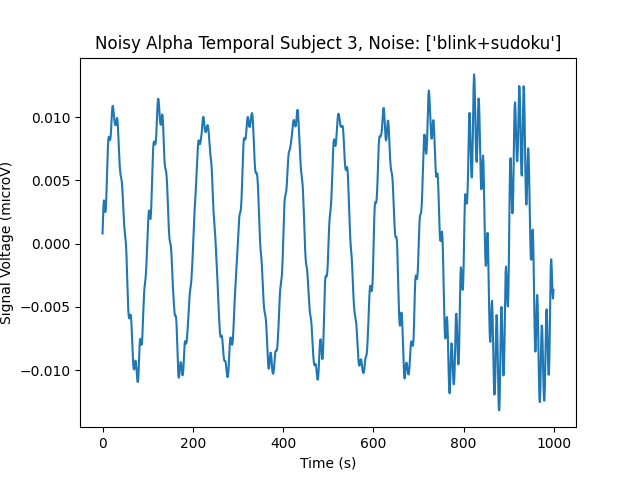 Noisy Alpha Temporal Subject 3, Noise: ['blink+sudoku']
Signal Voltage (microV)
0.010
0.005
0.000
−0.005
−0.010
0 200 400 600 800 1000
Time (s)